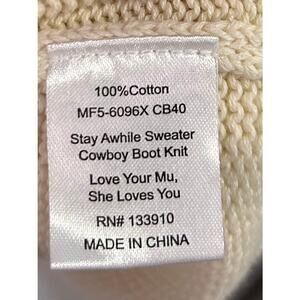 100%Cotton
MF5-6096X CB40
Stay Awhile Sweater
Cowboy Boot Knit
Love Your Mu,
She Loves You
RN# 133910
MADE IN CHINA